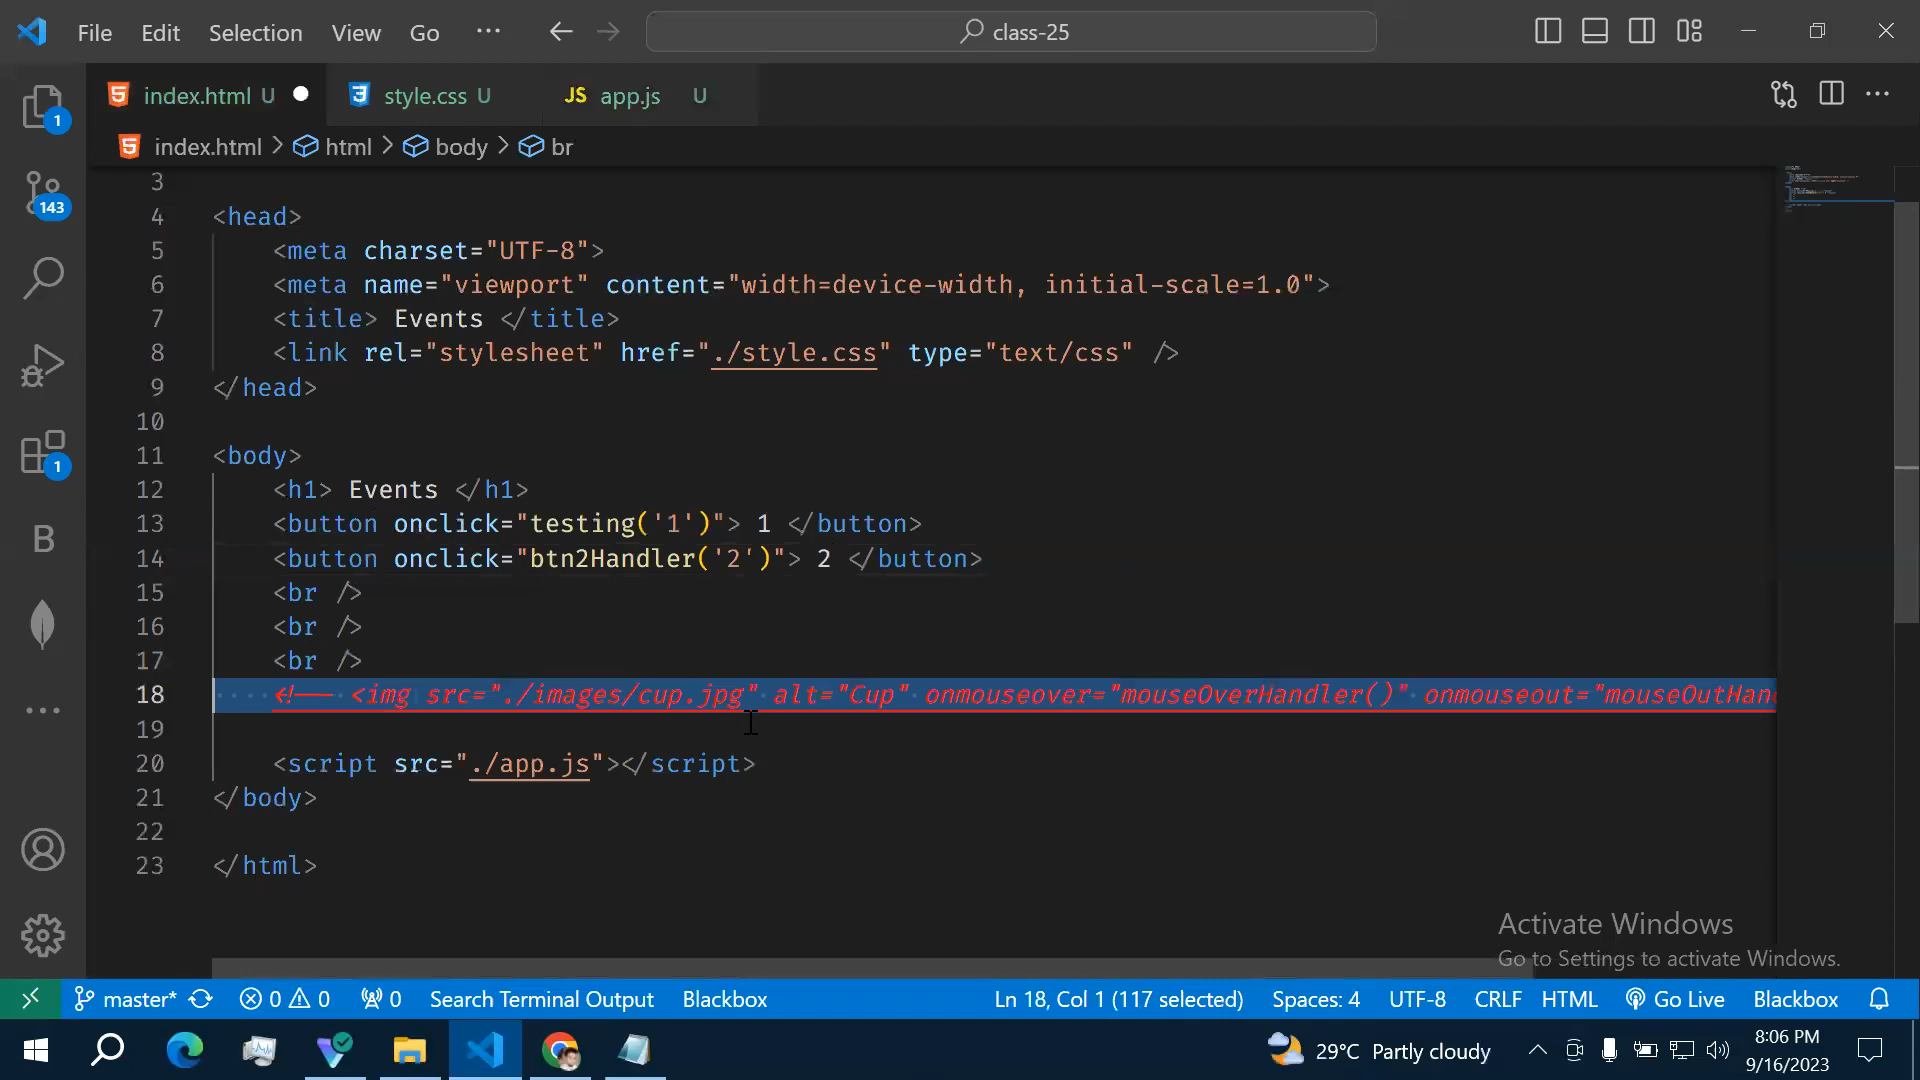 File Edit Selection View Go ··· class-25
index.html U style.css U JS app.js U
index.html > html > body > br
3
4 <head>
5 <meta charset="UTF-8">
6 <meta name="viewport" content="width=device-width, initial-scale=1.0">
7 <title> Events </title>
8 <link rel="stylesheet" href="./style.css" type="text/css" />
9 </head>
10
11 <body>
12 <h1> Events </h1>
13 <button onclick="testing('1')"> 1 </button>
14 <button onclick="btn2Handler('2')"> 2 </button>
15 <br />
16 <br />
17 <br />
18 <!-- <img src="./images/cup.jpg" alt="Cup" onmouseover="mouseOverHandler()" onmouseout="mouseOutHan
19
20 <script src="./app.js"></script>
21 </body>
22
23 </html>
1
143
1
B
Activate Windows
Go to Settings to activate Windows.
master* 0 0 0 Search Terminal Output Blackbox Ln 18, Col 1 (117 selected) Spaces: 4 UTF-8 CRLF HTML Go Live Blackbox
29°C Partly cloudy 8:06 PM
9/16/2023